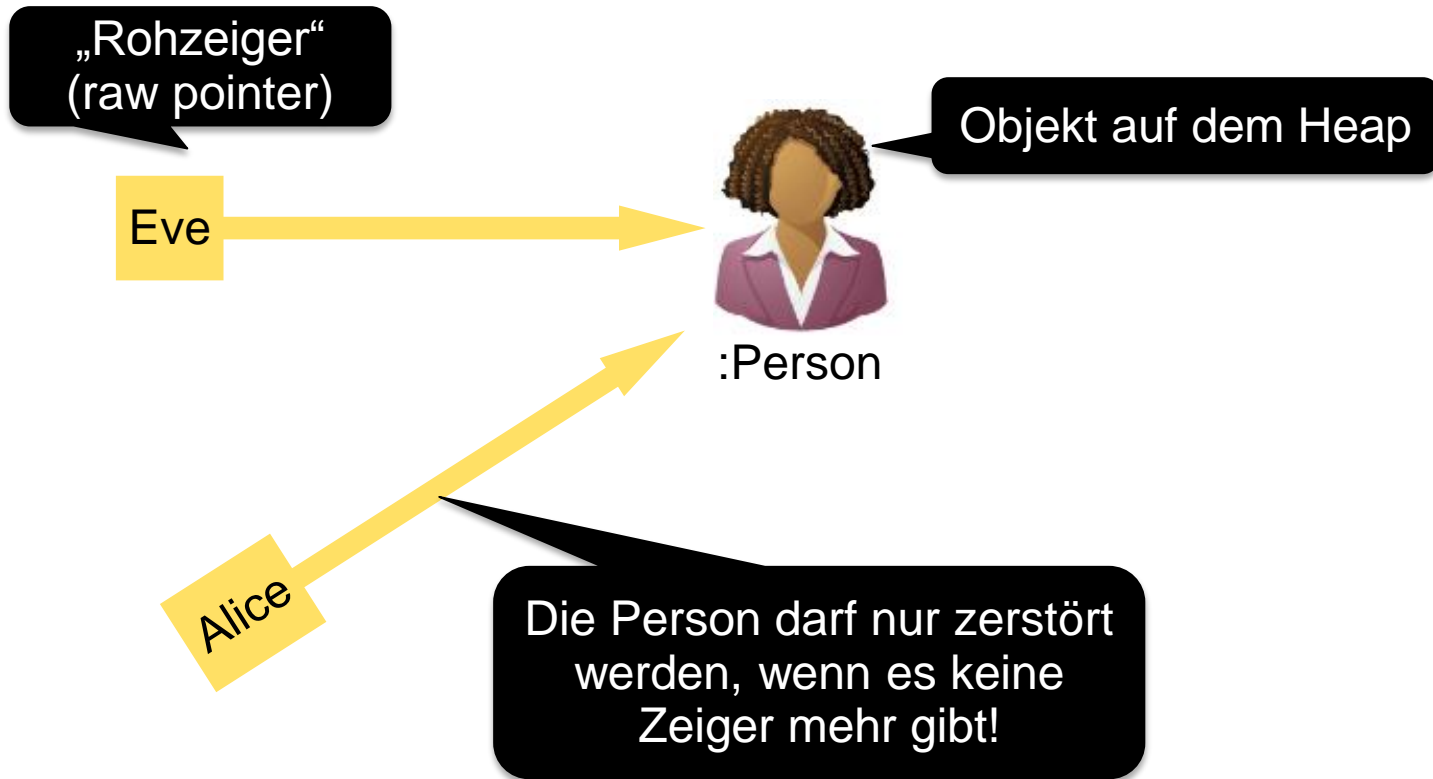 „Rohzeiger“
(raw pointer)
Objekt auf dem Heap
Eve
:Person
Alice
Die Person darf nur zerstört
werden, wenn es keine
Zeiger mehr gibt!